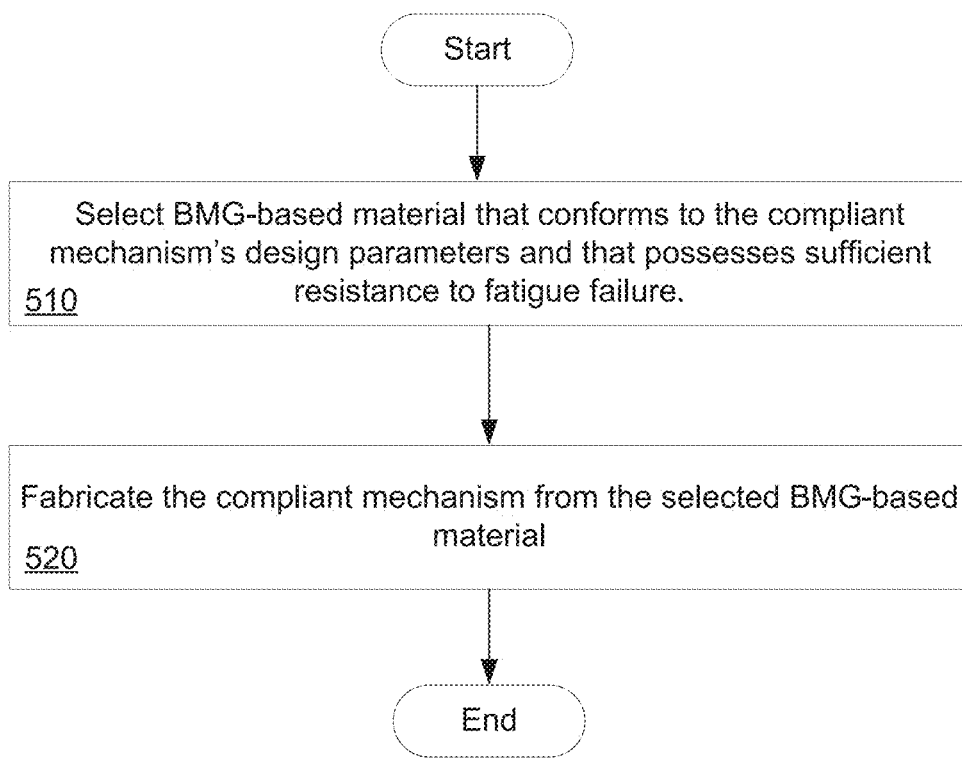 Start
Select BMG-based material that conforms to the compliant
mechanism's design parameters and that possesses sufficient
resistance to fatigue failure.
510
Fabricate the compliant mechanism from the selected BMG-based
material
520
End